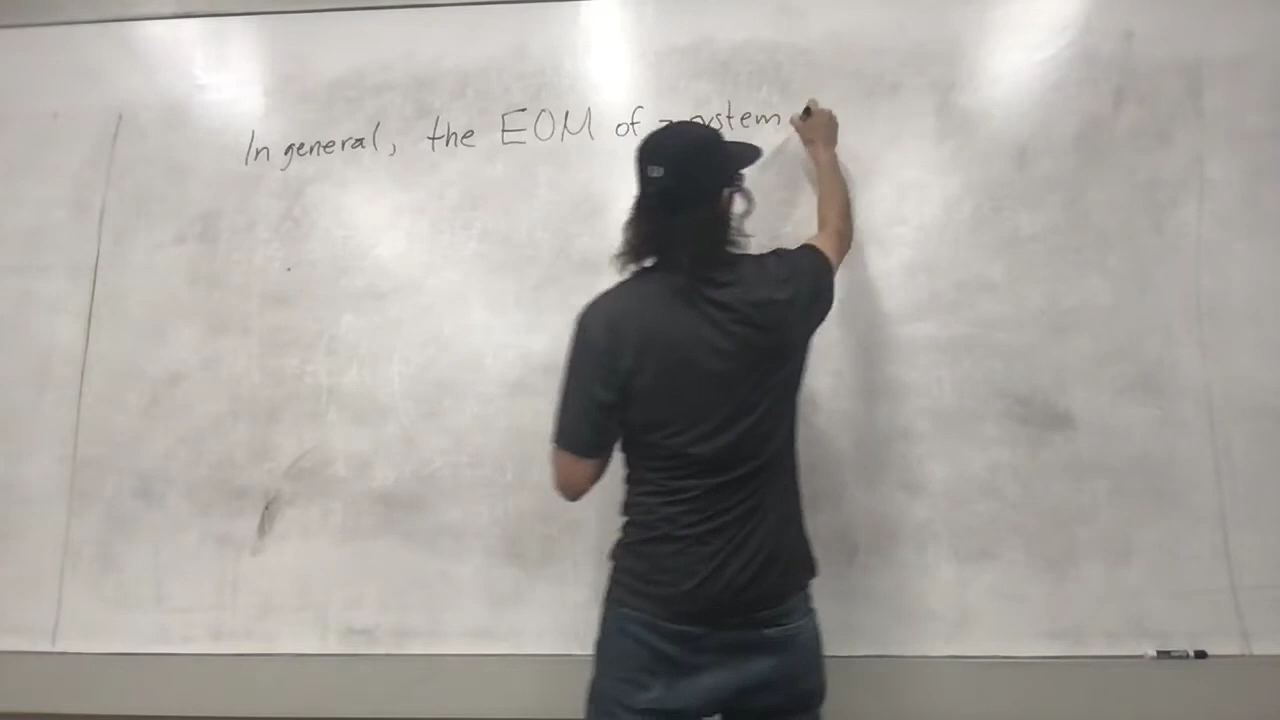 In general, the EOM of a system